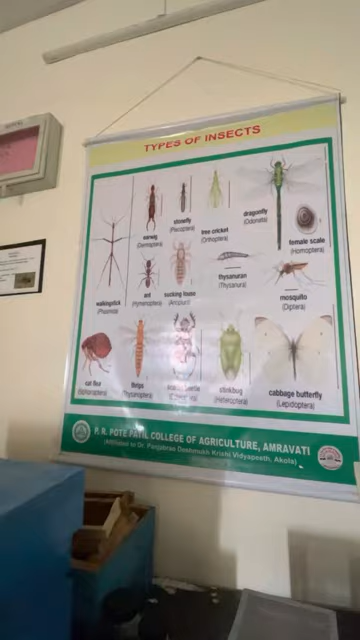 TYPES OF INSECTS
earwig
(Dermaptera)
stonefly
(Plecoptera)
tree cricket
(Orthoptera)
dragonfly
(Odonata)
female scale
(Homoptera)
walkingstick
(Phasmida)
ant
(Hymenoptera)
sucking louse
(Anoplura)
thysanuran
(Thysanura)
mosquito
(Diptera)
cat flea
(Siphonaptera)
thrips
(Thysanoptera)
beetle
stinkbug
(Heteroptera)
cabbage butterfly
(Lepidoptera)
P. R. POTE PATIL COLLEGE OF AGRICULTURE, AMRAVATI
(Affiliated to Dr. Panjabrao Deshmukh Krishi Vidyapeeth, Akola)